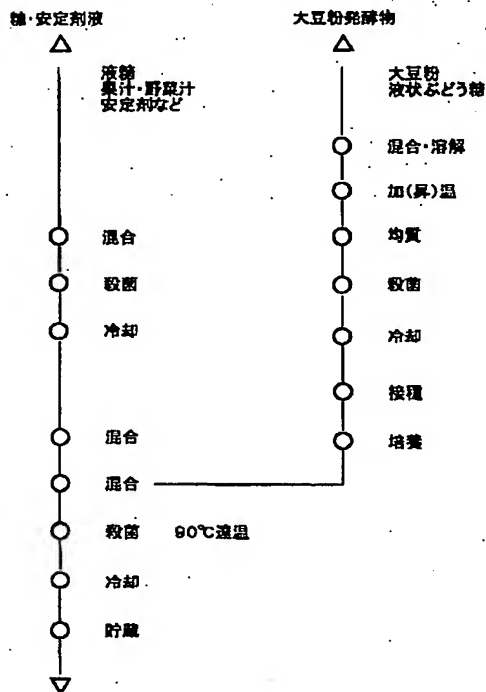 糖・安定剤液
液糖
果汁・野菜汁
安定剤など
混合
殺菌
冷却
混合
混合
殺菌 90℃達温
冷却
貯蔵
大豆粉発酵物
大豆粉
液状ぶどう糖
混合・溶解
加(昇)温
均質
殺菌
冷却
接種
培養